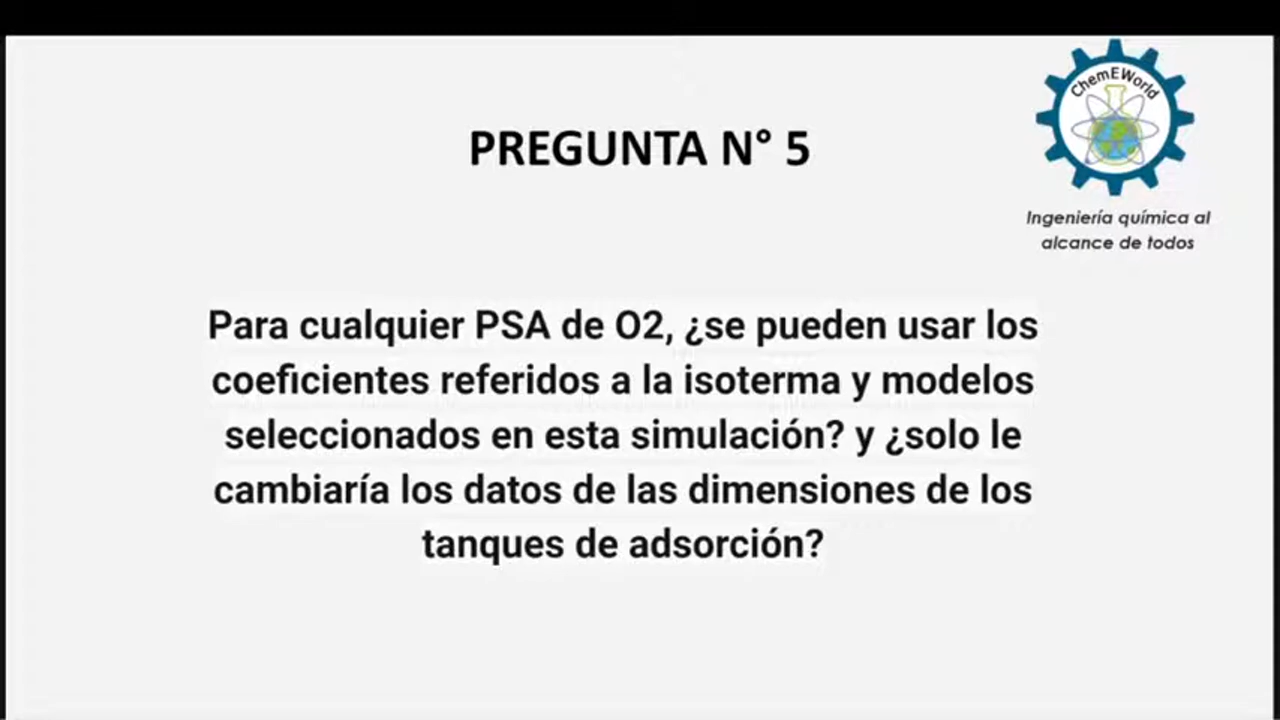 ChemEWorld
PREGUNTA N° 5
Ingeniería química al
alcance de todos
Para cualquier PSA de O2, ¿se pueden usar los
coeficientes referidos a la isoterma y modelos
seleccionados en esta simulación? y ¿solo le
cambiaría los datos de las dimensiones de los
tanques de adsorción?